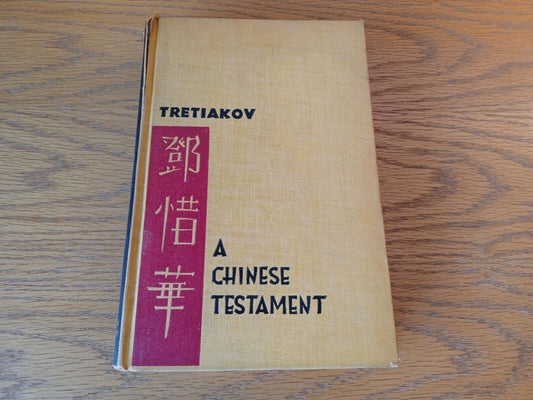 TRETIAKOV
鄧惜華
A
CHINESE
TESTAMENT